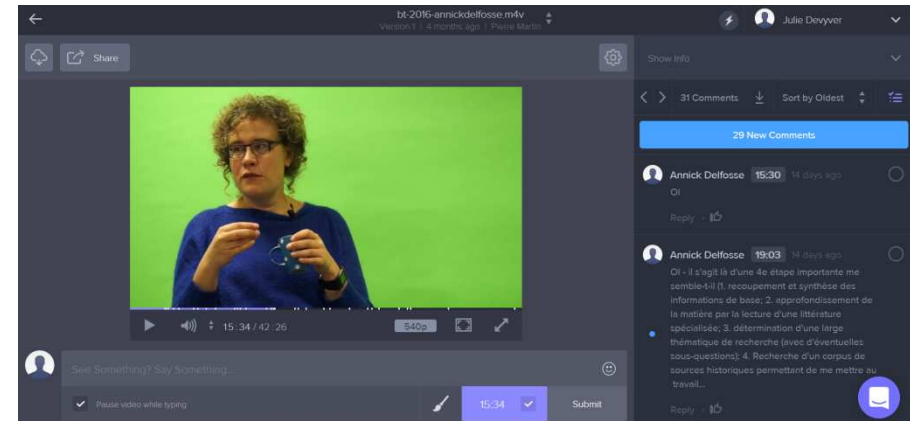 bt-2016-annickdelfosse.m4v
Version 1 | 4 months ago | Pierre Martin
Julie Devyver
Share
Show Info
31 Comments
Sort by Oldest
29 New Comments
Annick Delfosse 15:30 14 days ago
OI
Reply
Annick Delfosse 19:03 14 days ago
OI - il s'agit là d'une 4e étape importante me
semble-t-il (1. recoupement et synthèse des
informations de base; 2. approfondissement de
la matière par la lecture d'une littérature
spécialisée; 3. détermination d'une large
thématique de recherche (avec d'éventuelles
sous-questions); 4. Recherche d'un corpus de
sources historiques permettant de me mettre au
travail...
Reply
15:34 / 42:26
540p
See Something? Say Something...
Pause video while typing
15:34
Submit